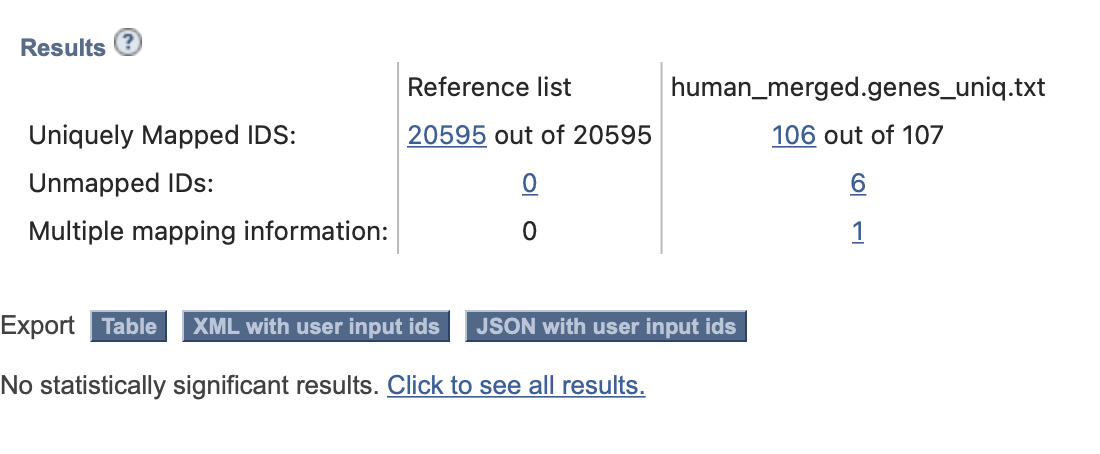 Results ?
Reference list human_merged.genes_uniq.txt
Uniquely Mapped IDS: 20595 out of 20595 106 out of 107
Unmapped IDs: 0 6
Multiple mapping information: 0 1
Export Table XML with user input ids JSON with user input ids
No statistically significant results. Click to see all results.